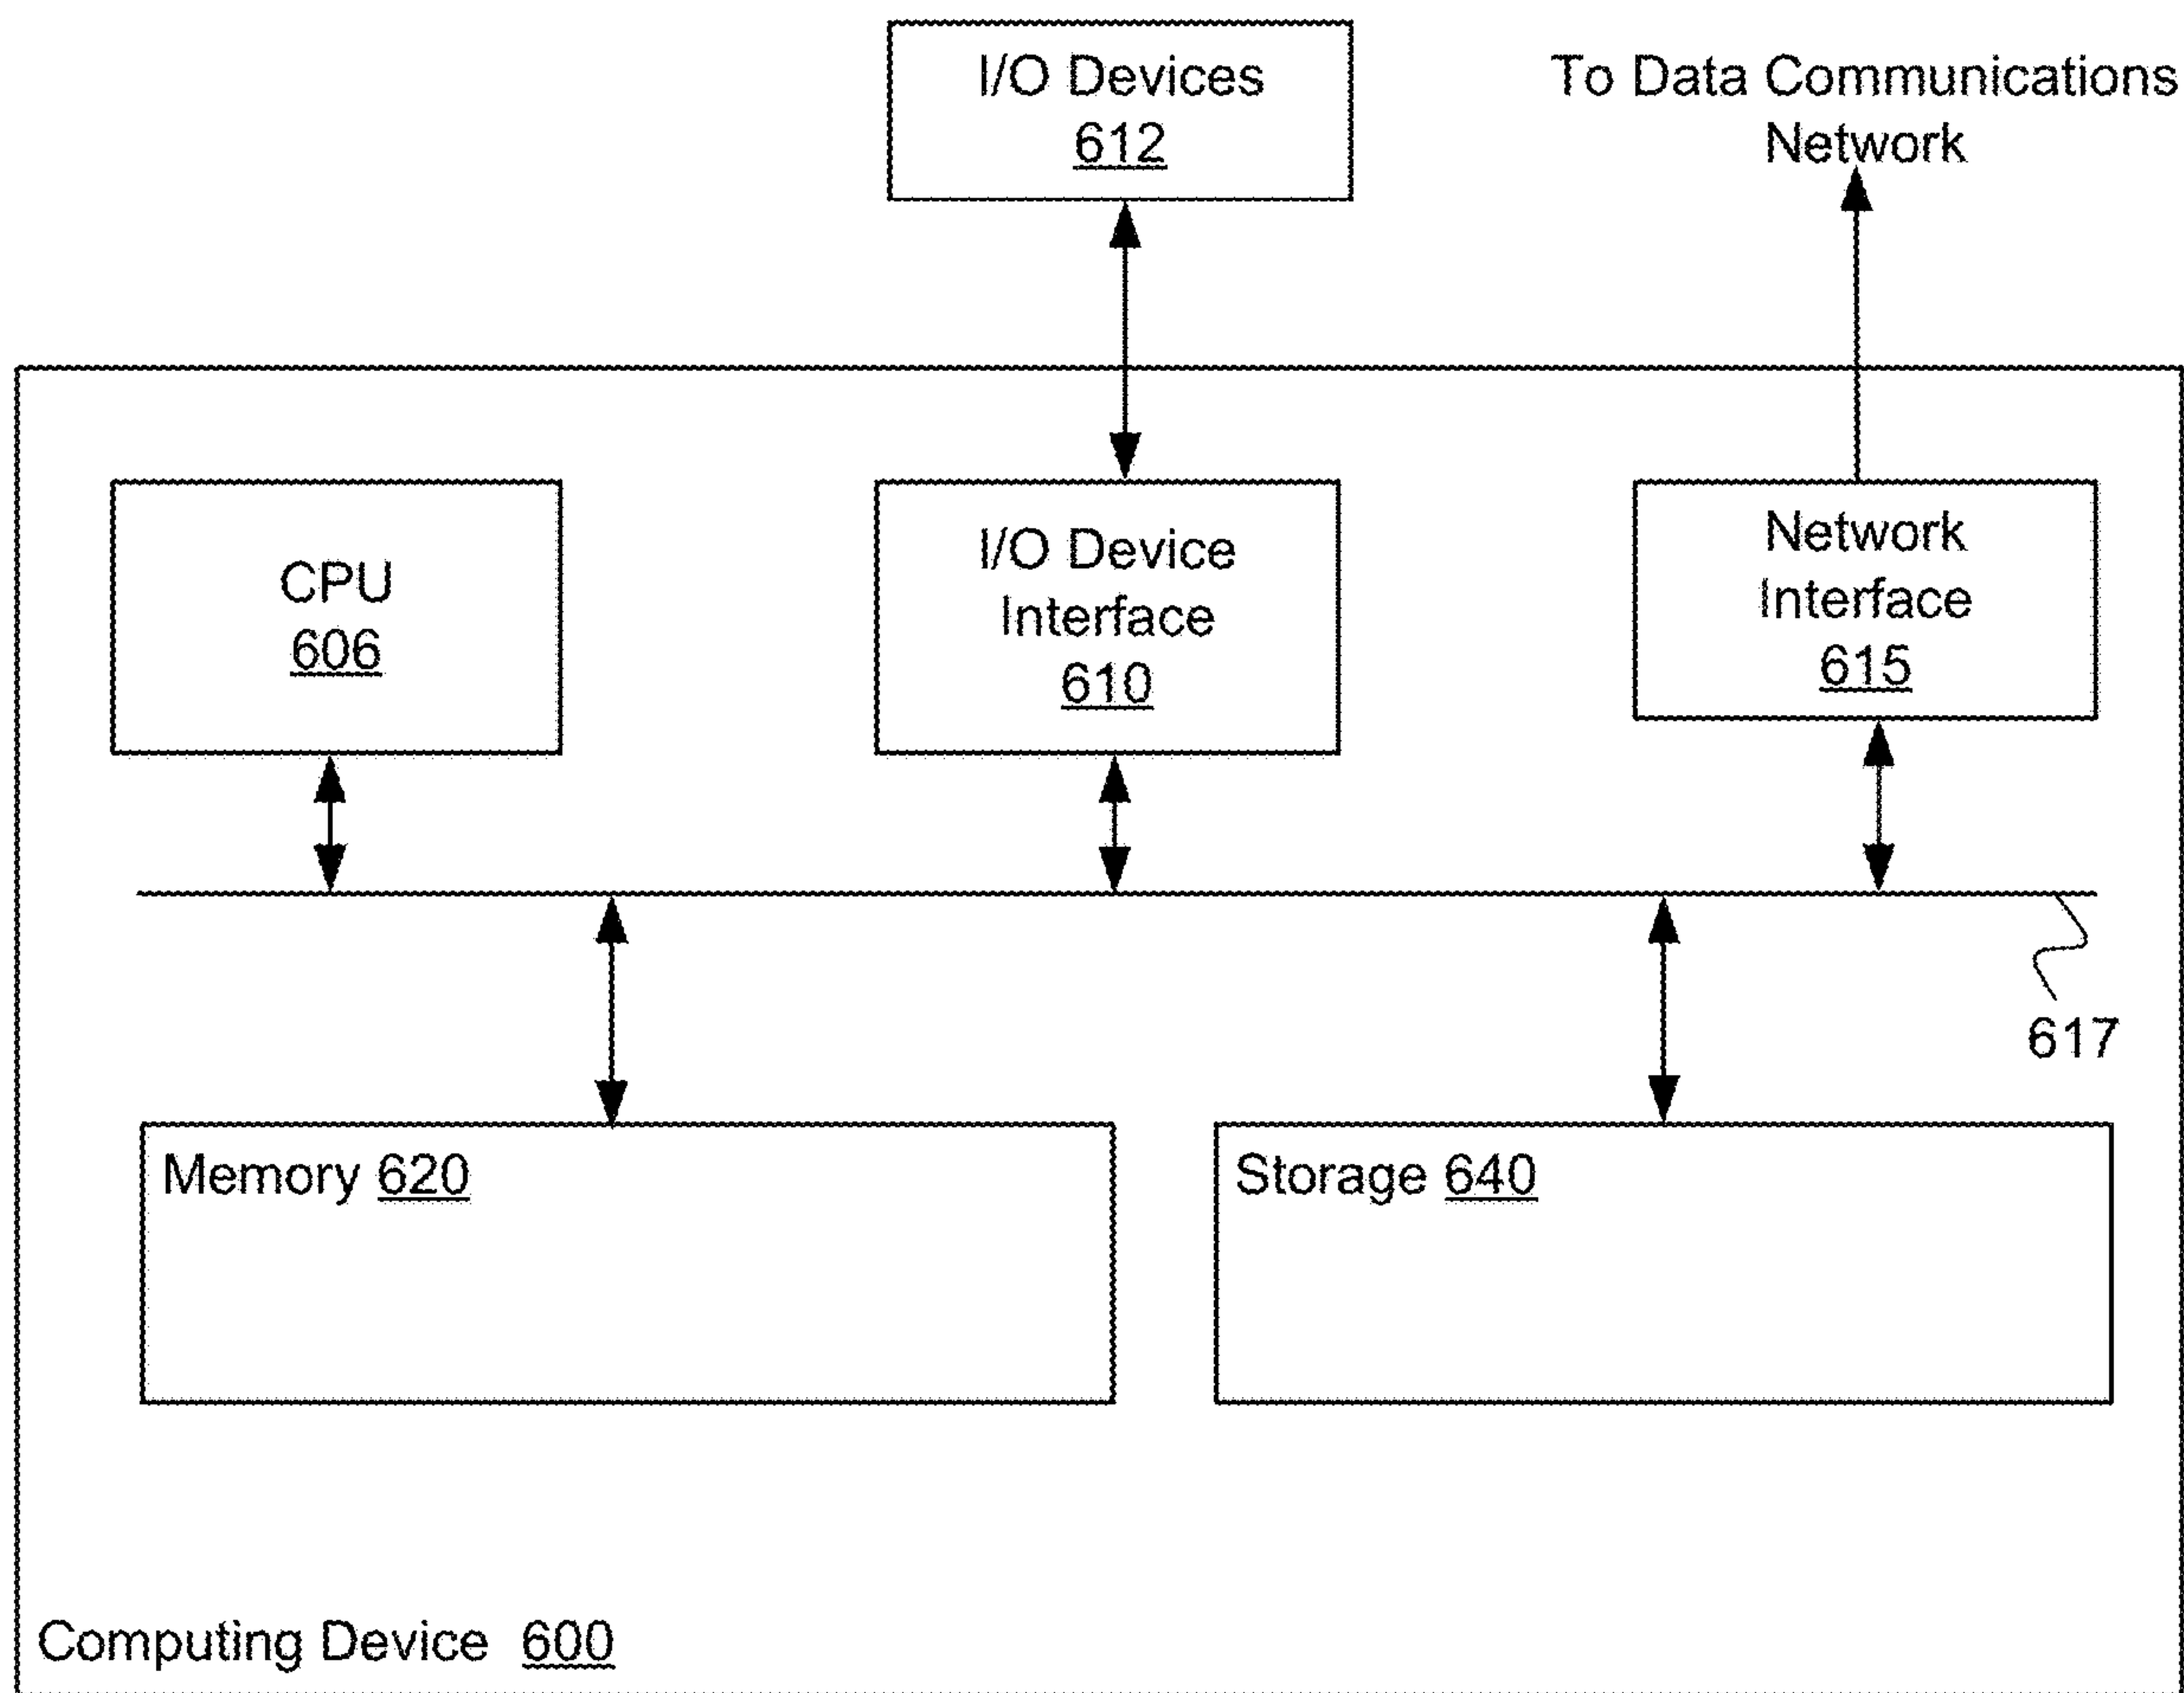 I/O Devices
612
To Data Communications
Network
CPU
606
I/O Device
Interface
610
Network
Interface
615
617
Memory 620
Storage 640
Computing Device 600